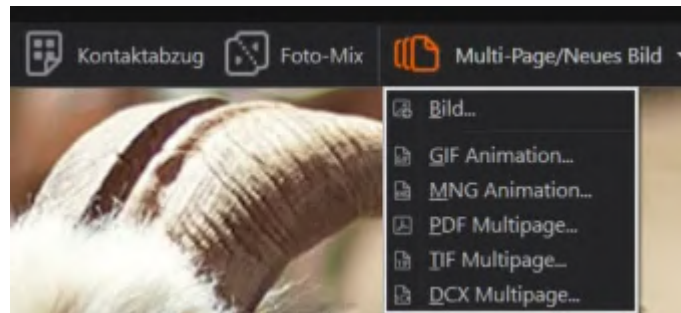 Kontaktabzug Foto-Mix Multi-Page/Neues Bild
Bild...
GIF Animation...
MNG Animation...
PDF Multipage...
TIF Multipage...
DCX Multipage...